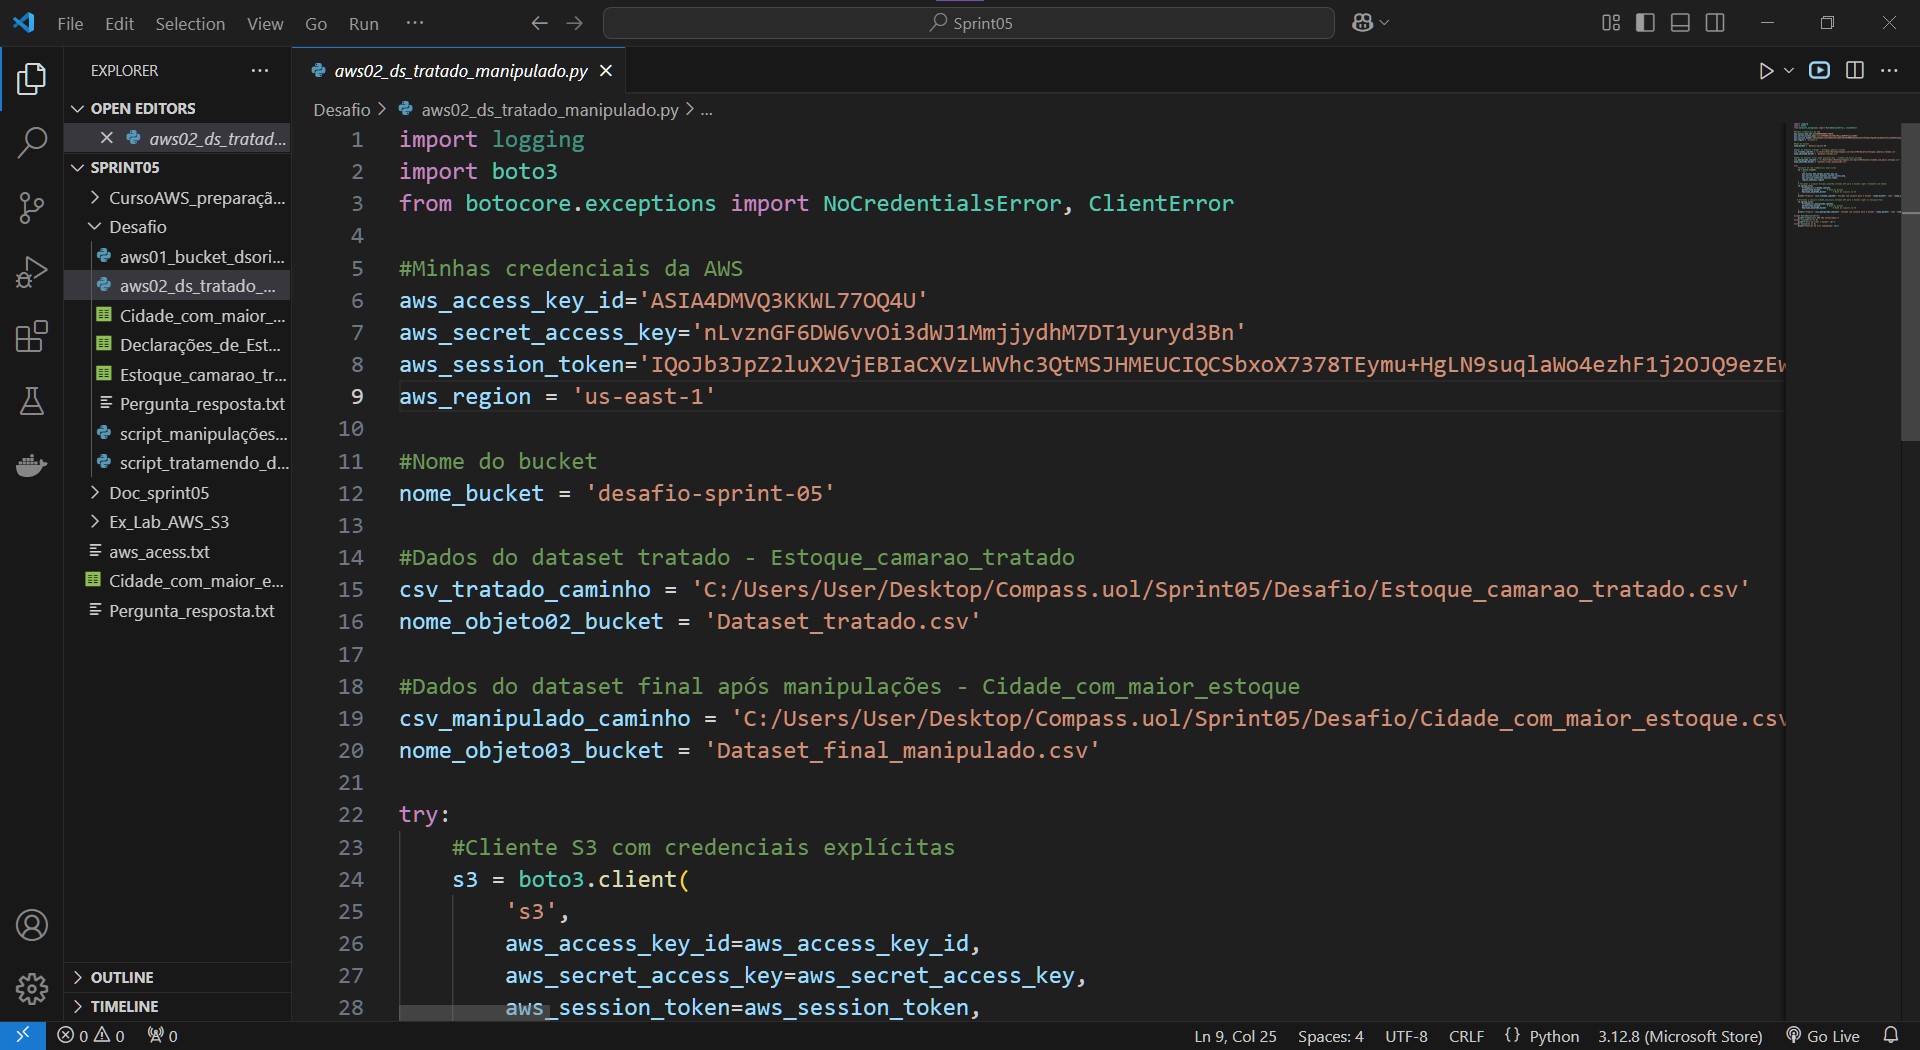 File Edit Selection View Go Run ···
Sprint05
EXPLORER
OPEN EDITORS
aws02_ds_tratad...
SPRINT05
CursoAWS_preparaçã...
Desafio
aws01_bucket_dsori...
aws02_ds_tratado_...
Cidade_com_maior_...
Declarações_de_Est...
Estoque_camarao_tr...
Pergunta_resposta.txt
script_manipulações...
script_tratamendo_d...
Doc_sprint05
Ex_Lab_AWS_S3
aws_acess.txt
Cidade_com_maior_e...
Pergunta_resposta.txt
OUTLINE
TIMELINE
aws02_ds_tratado_manipulado.py
Desafio > aws02_ds_tratado_manipulado.py > ...
1 import logging
2 import boto3
3 from botocore.exceptions import NoCredentialsError, ClientError
4
5 #Minhas credenciais da AWS
6 aws_access_key_id='ASIA4DMVQ3KKWL77OQ4U'
7 aws_secret_access_key='nLvznGF6DW6vvOi3dWJ1MmjjydhM7DT1yuryd3Bn'
8 aws_session_token='IQoJb3JpZ2luX2VjEBIaCXVzLWVhc3QtMSJHMEUCIQCSbxoX7378TEymu+HgLN9suqlaWo4ezhF1j2OJQ9ezEw
9 aws_region = 'us-east-1'
10
11 #Nome do bucket
12 nome_bucket = 'desafio-sprint-05'
13
14 #Dados do dataset tratado - Estoque_camarao_tratado
15 csv_tratado_caminho = 'C:/Users/User/Desktop/Compass.uol/Sprint05/Desafio/Estoque_camarao_tratado.csv'
16 nome_objeto02_bucket = 'Dataset_tratado.csv'
17
18 #Dados do dataset final após manipulações - Cidade_com_maior_estoque
19 csv_manipulado_caminho = 'C:/Users/User/Desktop/Compass.uol/Sprint05/Desafio/Cidade_com_maior_estoque.csv
20 nome_objeto03_bucket = 'Dataset_final_manipulado.csv'
21
22 try:
23 #Cliente S3 com credenciais explícitas
24 s3 = boto3.client(
25 's3',
26 aws_access_key_id=aws_access_key_id,
27 aws_secret_access_key=aws_secret_access_key,
28 aws_session_token=aws_session_token,
0 0 0
Ln 9, Col 25 Spaces: 4 UTF-8 CRLF {} Python 3.12.8 (Microsoft Store) Go Live